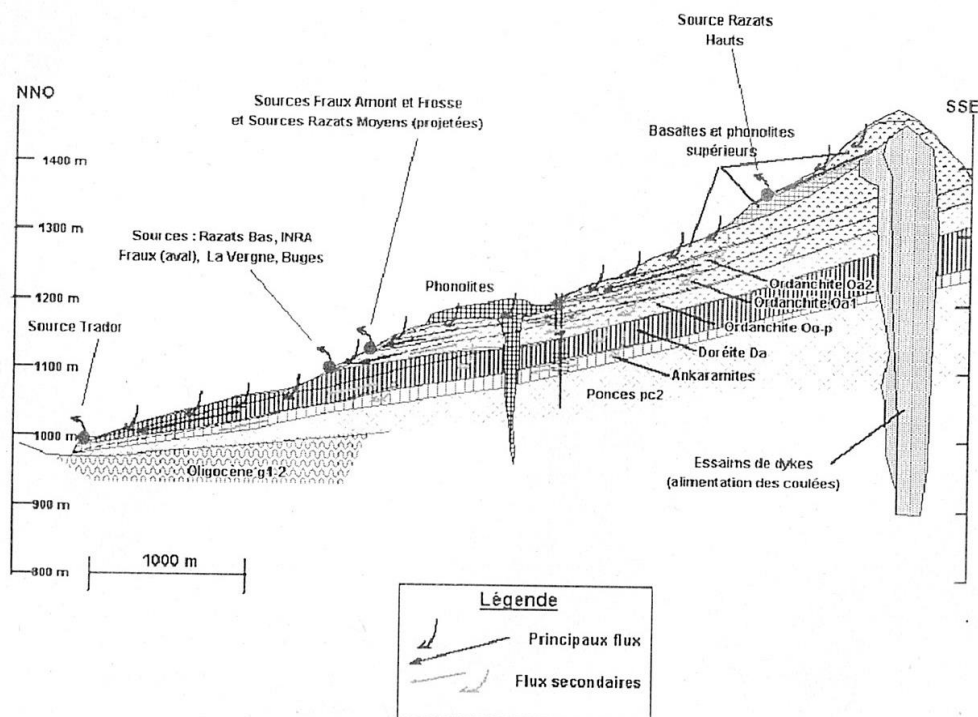 Source Razats
Hauts
NNO
SSE
Sources Fraux Amont et Frosse
et Sources Razats Moyens (projetées)
Basaltes et phonolites
supérieurs
1400 m
1300 m
Sources : Razats Bas, INRA
Fraux (aval), La Vergne, Buges
1200 m
Phonolites
Ordanchite Oa2
Ordanchite Oa1
Source Trador
Ordanchite Oo-p
Doréite Da
1100 m
Ankaramites
Ponces pc2
1000 m
Oligocène g1-2
Essaims de dykes
(alimentation des coulées)
900 m
1000 m
800 m
Légende
Principaux flux
Flux secondaires